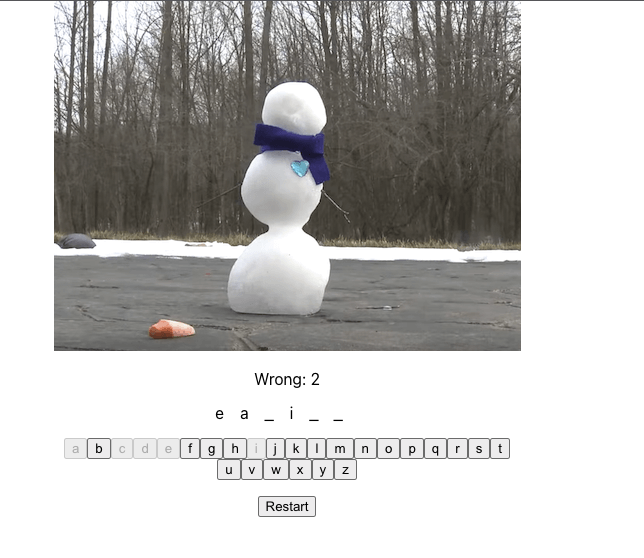 Wrong: 2
e a _ i _ _
a b c d e f g h i j k l m n o p q r s t
u v w x y z
Restart